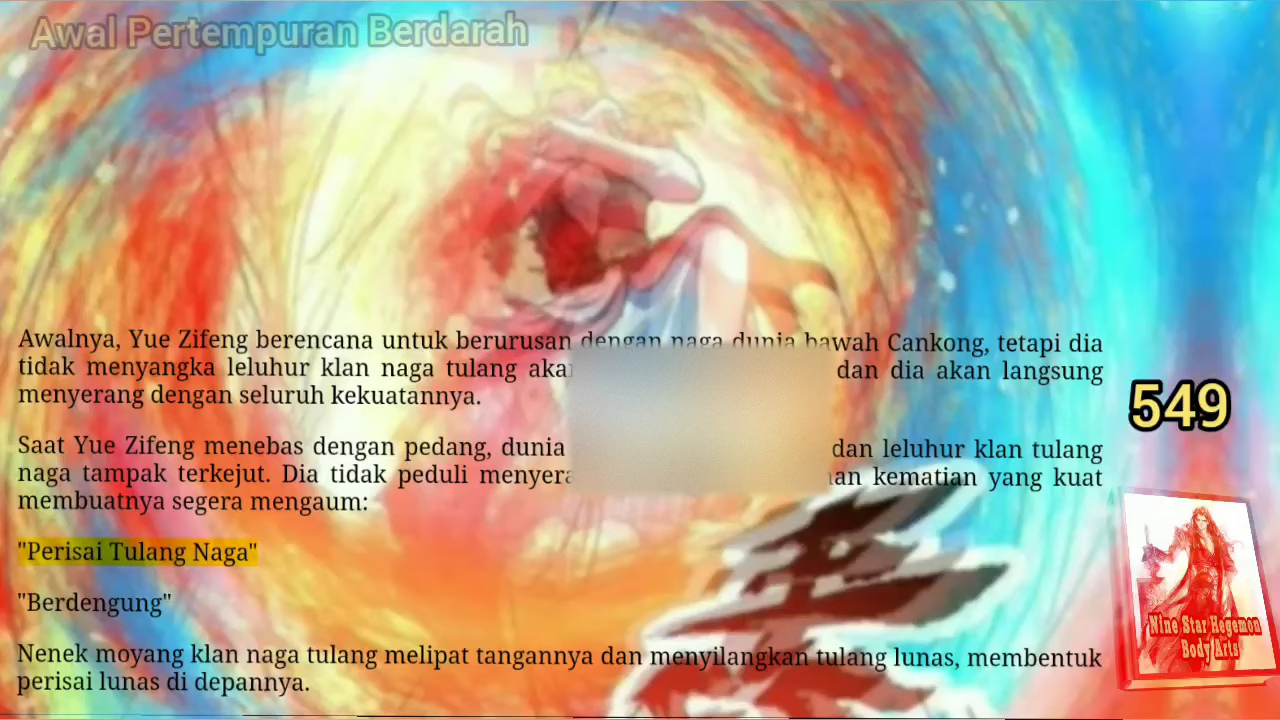 Awal Pertempuran Berdarah
Awalnya, Yue Zifeng berencana untuk berurusan dengan naga dunia bawah Cankong, tetapi dia
tidak menyangka leluhur klan naga tulang dan dia akan langsung
menyerang dengan seluruh kekuatannya.
Saat Yue Zifeng menebas dengan pedang, dunia dan leluhur klan tulang
naga tampak terkejut. Dia tidak peduli kematian yang kuat
membuatnya segera mengaum:
"Perisai Tulang Naga"
"Berdengung"
Nenek moyang klan naga tulang melipat tangannya dan menyilangkan tulang lunas, membentuk
perisai lunas di depannya.
549
Nine Star Hegemon
Body Arts